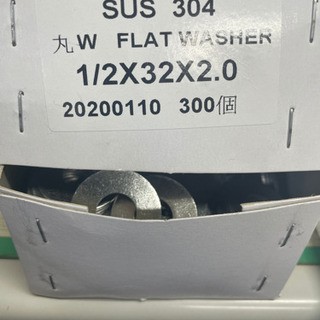 SUS 304
丸W FLAT WASHER
1/2X32X2.0
20200110 300個